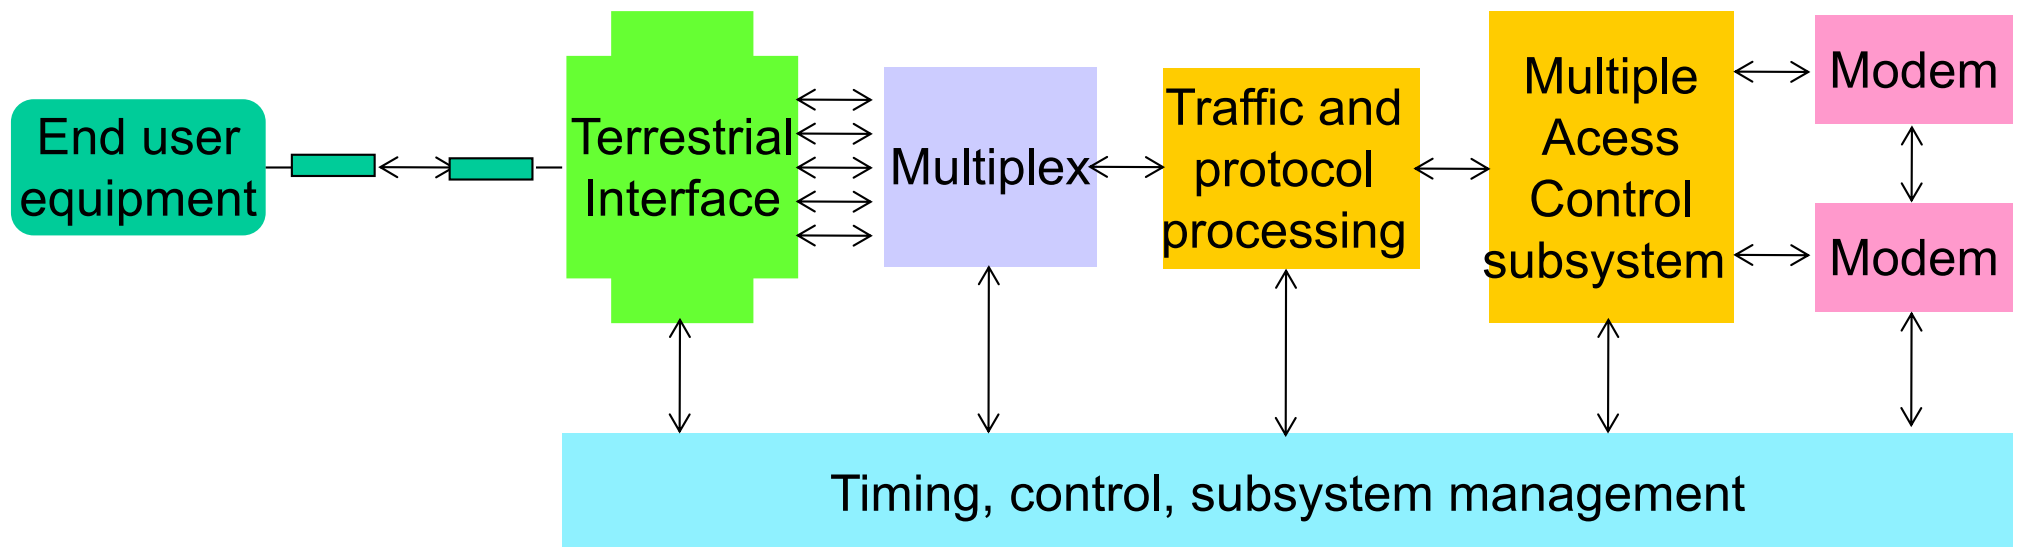 End user
equipment
Terrestrial
Interface
Multiplex
Traffic and
protocol
processing
Multiple
Acess
Control
subsystem
Modem
Modem
Timing, control, subsystem management